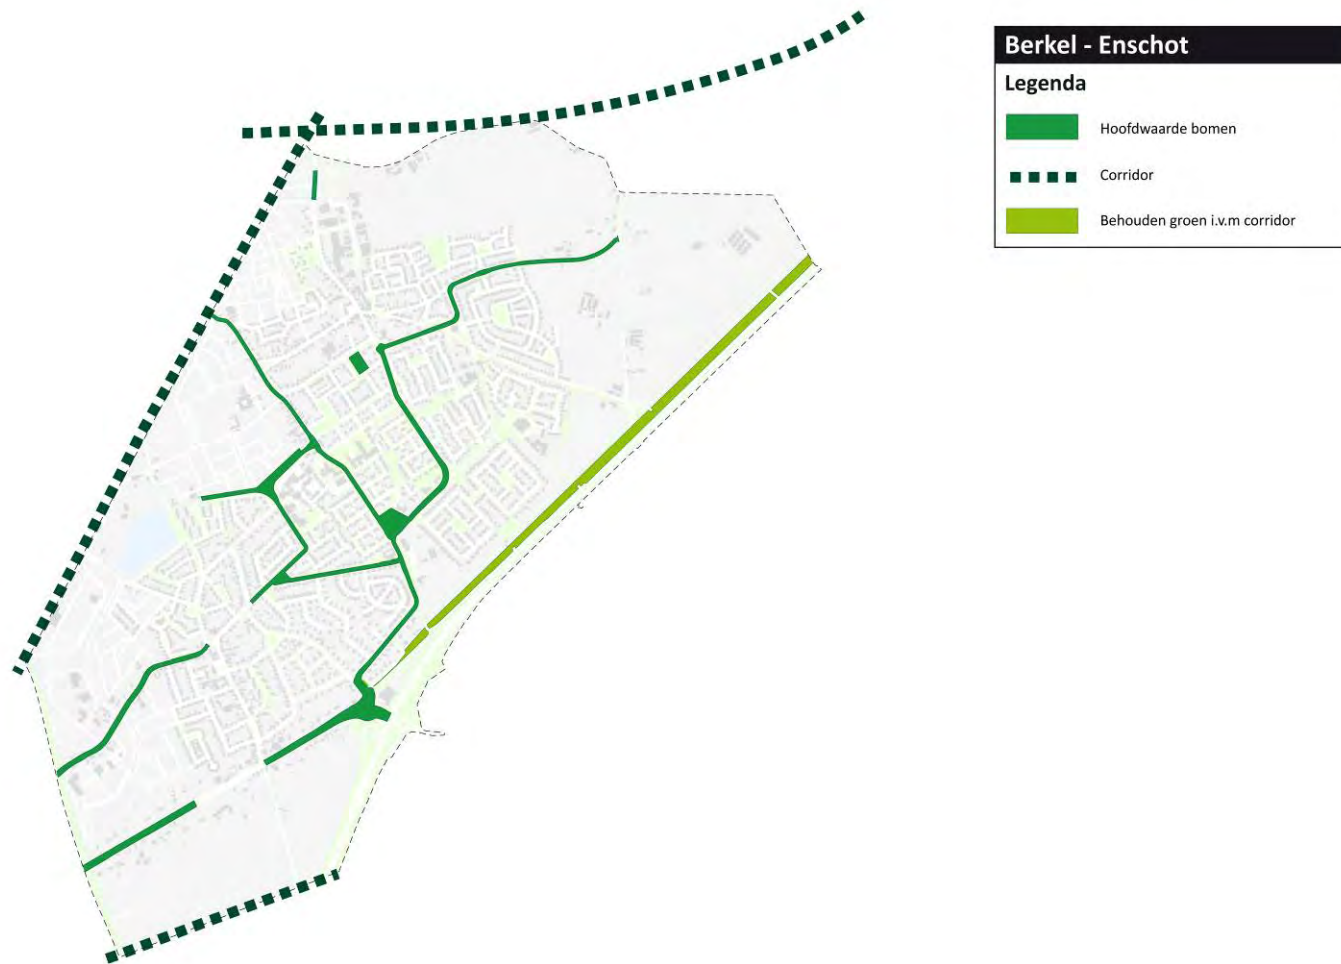 Berkel - Enschot
Legenda
Hoofdwaarde bomen
Corridor
Behouden groen i.v.m corridor